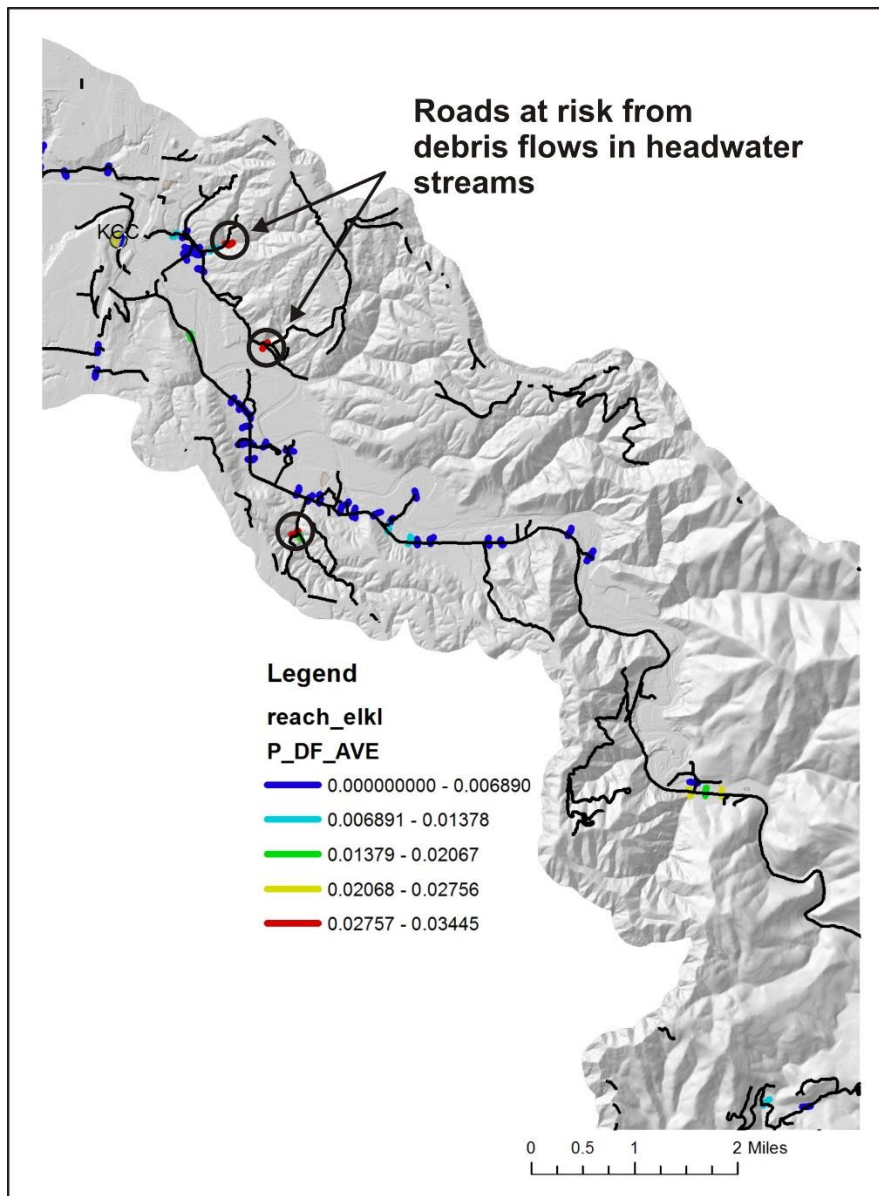 Roads at risk from
debris flows in headwater
streams
KCC
Legend
reach_elkl
P_DF_AVE
0.000000000 - 0.006890
0.006891 - 0.01378
0.01379 - 0.02067
0.02068 - 0.02756
0.02757 - 0.03445
0 0.5 1 2 Miles